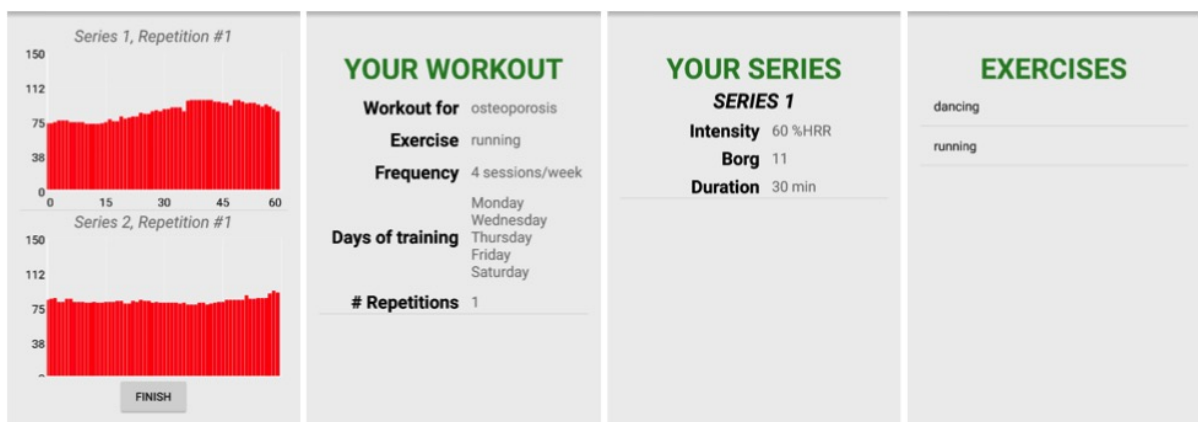 Series 1, Repetition #1
150
112
75
38
0
0 15 30 45 60
Series 2, Repetition #1
150
112
75
38
FINISH
YOUR WORKOUT
Workout for osteoporosis
Exercise running
Frequency 4 sessions/week
Monday
Wednesday
Days of training Thursday
Friday
Saturday
# Repetitions 1
YOUR SERIES
SERIES 1
Intensity 60 %HRR
Borg 11
Duration 30 min
EXERCISES
dancing
running